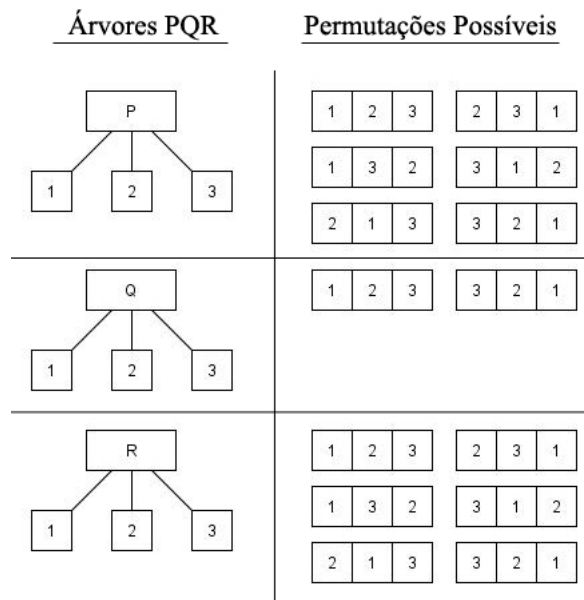 Árvores PQR Permutações Possíveis
P
1 2 3
1 2 3 2 3 1
1 3 2 3 1 2
2 1 3 3 2 1
Q
1 2 3
1 2 3 3 2 1
R
1 2 3
1 2 3 2 3 1
1 3 2 3 1 2
2 1 3 3 2 1